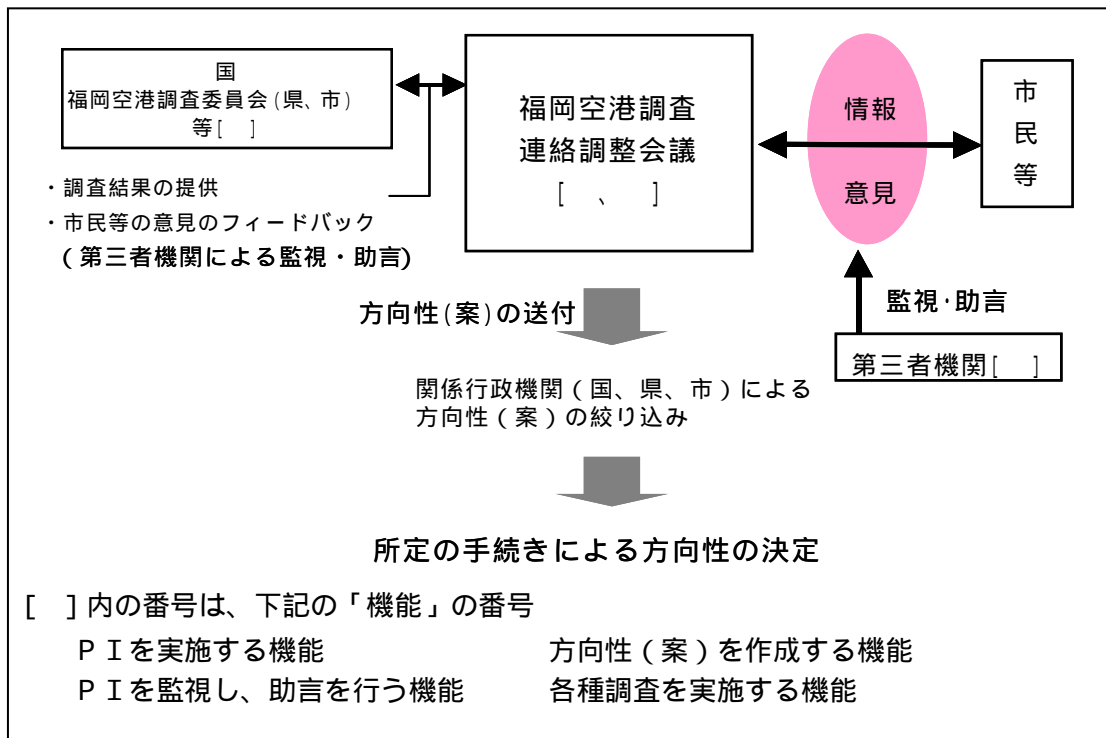 国
福岡空港調査委員会(県、市)
等[　]
・調査結果の提供
・市民等の意見のフィードバック
(第三者機関による監視・助言)
福岡空港調査
連絡調整会議
[　、　]
情報
意見
市
民
等
監視・助言
第三者機関[　]
方向性(案)の送付
関係行政機関（国、県、市）による
方向性（案）の絞り込み
所定の手続きによる方向性の決定
[　]内の番号は、下記の「機能」の番号
ＰＩを実施する機能　方向性（案）を作成する機能
ＰＩを監視し、助言を行う機能　各種調査を実施する機能